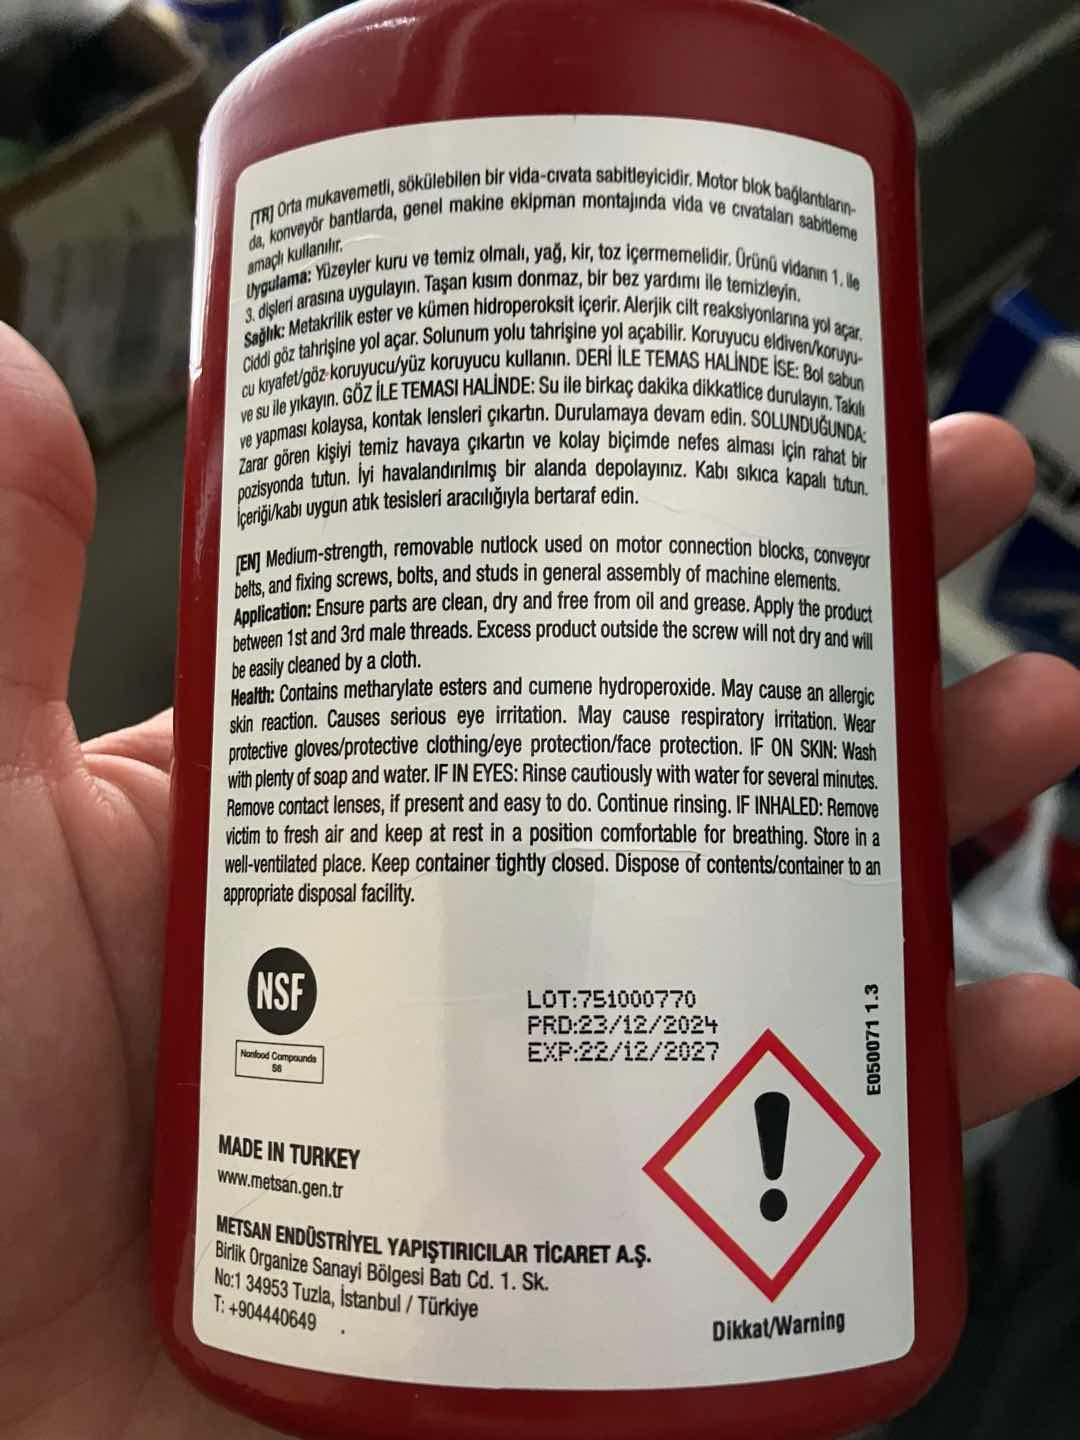 [TR] Orta mukavemetli, sökülebilen bir vida-cıvata sabitleyicidir. Motor blok bağlantıların-
da, konveyör bantlarda, genel makine ekipman montajında vida ve cıvataları sabitleme
amaçlı kullanılır.
Uygulama: Yüzeyler kuru ve temiz olmalı, yağ, kir, toz içermemelidir. Ürünü vidanın 1. ile
3. dişleri arasına uygulayın. Taşan kısım donmaz, bir bez yardımı ile temizleyin.
Sağlık: Metakrilik ester ve kümen hidroperoksit içerir. Alerjik cilt reaksiyonlarına yol açar.
Ciddi göz tahrişine yol açar. Solunum yolu tahrişine yol açabilir. Koruyucu eldiven/koruyu-
cu kıyafet/göz koruyucu/yüz koruyucu kullanın. DERİ İLE TEMAS HALİNDE İSE: Bol sabun
ve su ile yıkayın. GÖZ İLE TEMASI HALİNDE: Su ile birkaç dakika dikkatlice durulayın. Takılı
ve yapması kolaysa, kontak lensleri çıkartın. Durulamaya devam edin. SOLUNDUĞUNDA:
Zarar gören kişiyi temiz havaya çıkartın ve kolay biçimde nefes alması için rahat bir
pozisyonda tutun. İyi havalandırılmış bir alanda depolayınız. Kabı sıkıca kapalı tutun.
İçeriği/kabı uygun atık tesisleri aracılığıyla bertaraf edin.
[EN] Medium-strength, removable nutlock used on motor connection blocks, conveyor
belts, and fixing screws, bolts, and studs in general assembly of machine elements.
Application: Ensure parts are clean, dry and free from oil and grease. Apply the product
between 1st and 3rd male threads. Excess product outside the screw will not dry and will
be easily cleaned by a cloth.
Health: Contains metharylate esters and cumene hydroperoxide. May cause an allergic
skin reaction. Causes serious eye irritation. May cause respiratory irritation. Wear
protective gloves/protective clothing/eye protection/face protection. IF ON SKIN: Wash
with plenty of soap and water. IF IN EYES: Rinse cautiously with water for several minutes.
Remove contact lenses, if present and easy to do. Continue rinsing. IF INHALED: Remove
victim to fresh air and keep at rest in a position comfortable for breathing. Store in a
well-ventilated place. Keep container tightly closed. Dispose of contents/container to an
appropriate disposal facility.
NSF
Nonfood Compounds
S6
LOT:751000770
PRD:23/12/2024
EXP:22/12/2027
E050071 1.3
MADE IN TURKEY
www.metsan.gen.tr
METSAN ENDÜSTRİYEL YAPIŞTIRICILAR TİCARET A.Ş.
Birlik Organize Sanayi Bölgesi Batı Cd. 1. Sk.
No:1 34953 Tuzla, İstanbul / Türkiye
T: +904440649
Dikkat/Warning